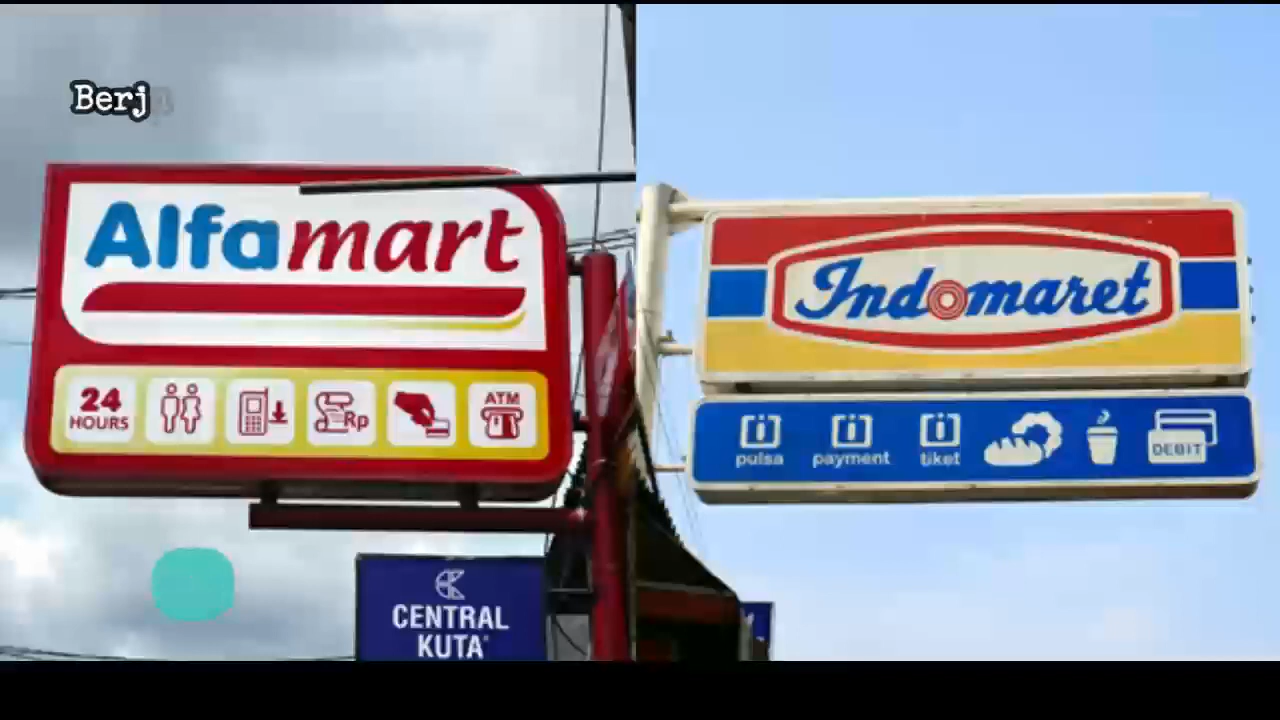 Berj
Alfamart
24
HOURS
Rp
ATM
CENTRAL
KUTA
Indomaret
pulsa
payment
tiket
DEBIT